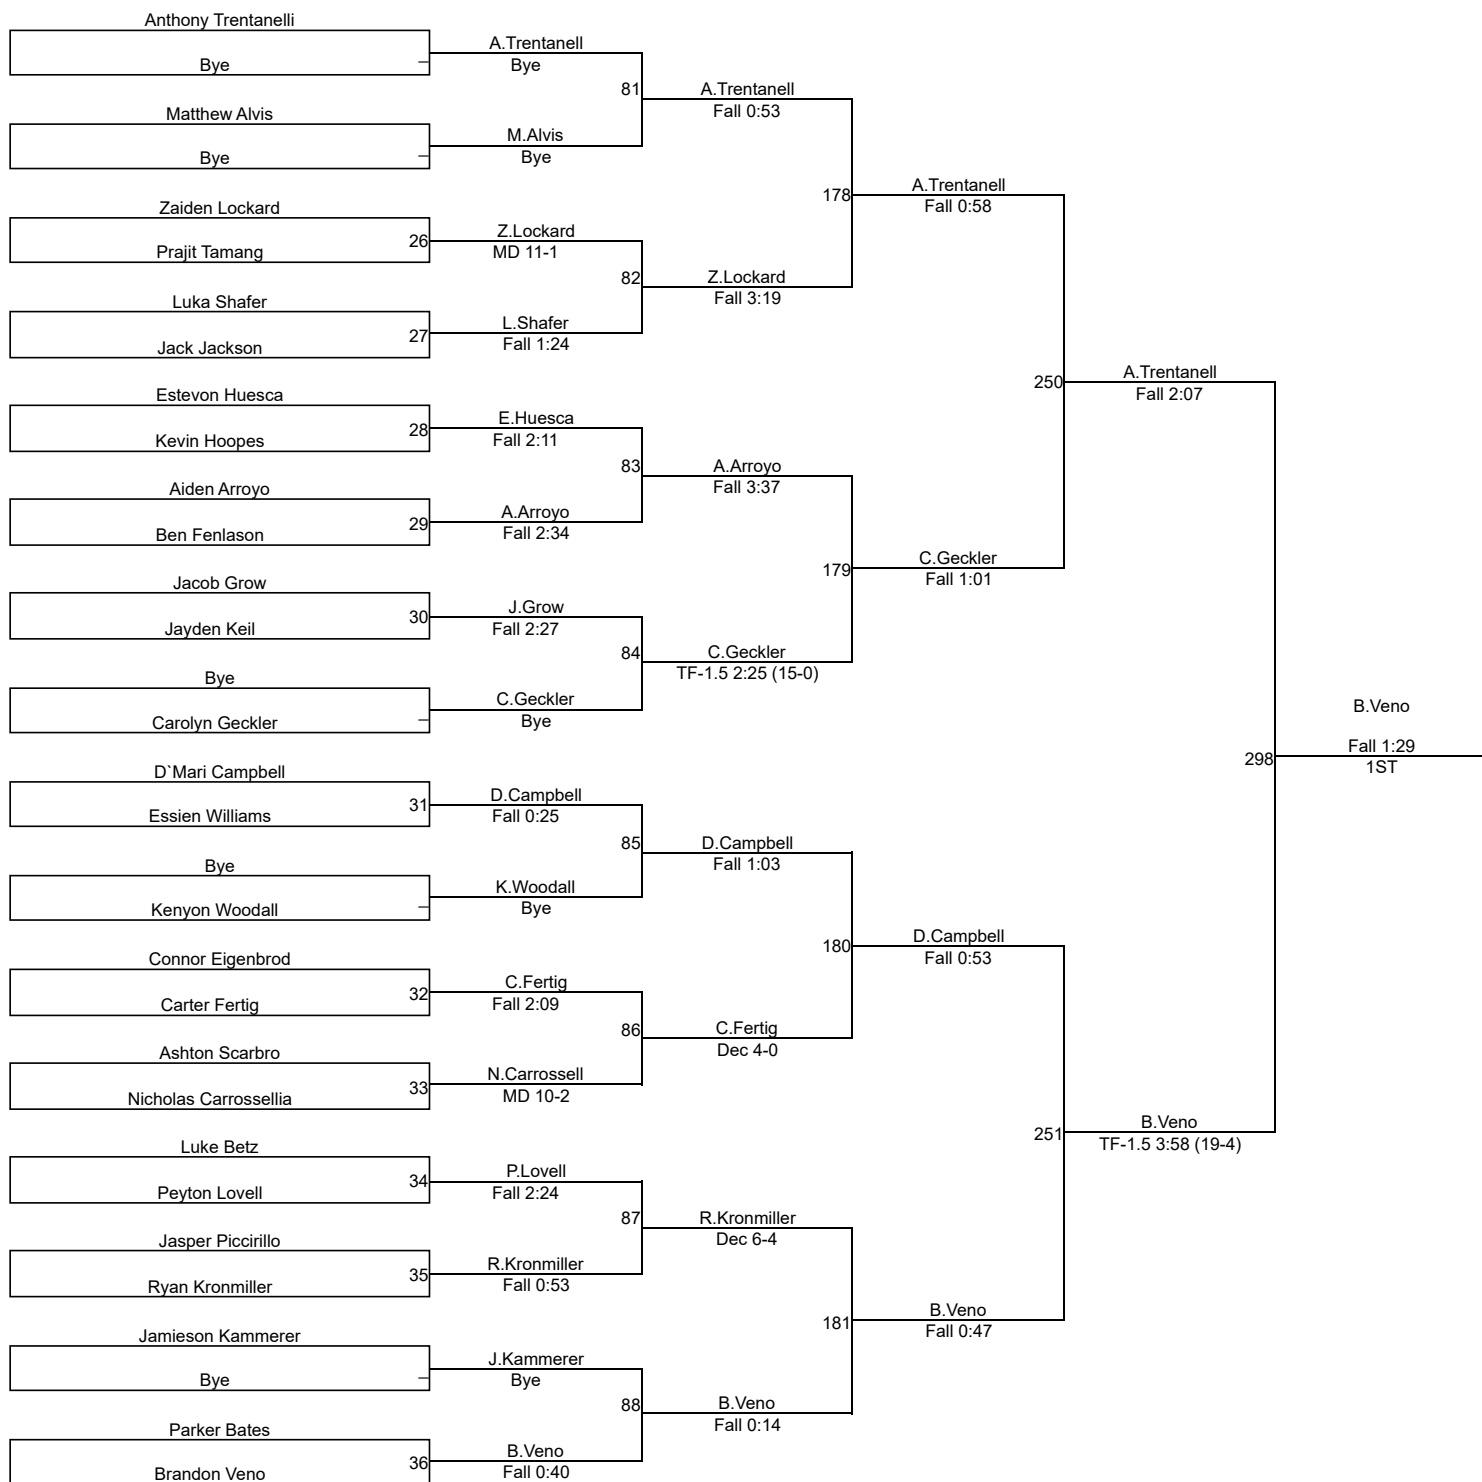 Anthony Trentanelli
Bye
A.Trentanell
Bye
81
A.Trentanell
Fall 0:53
Matthew Alvis
Bye
M.Alvis
Bye
178
A.Trentanell
Fall 0:58
Zaiden Lockard
Prajit Tamang
26
Z.Lockard
MD 11-1
82
Z.Lockard
Fall 3:19
Luka Shafer
Jack Jackson
27
L.Shafer
Fall 1:24
250
A.Trentanell
Fall 2:07
Estevon Huesca
Kevin Hoopes
28
E.Huesca
Fall 2:11
83
A.Arroyo
Fall 3:37
Aiden Arroyo
Ben Fenlason
29
A.Arroyo
Fall 2:34
179
C.Geckler
Fall 1:01
Jacob Grow
Jayden Keil
30
J.Grow
Fall 2:27
84
C.Geckler
TF-1.5 2:25 (15-0)
Bye
Carolyn Geckler
C.Geckler
Bye
298
B.Veno
Fall 1:29
1ST
D`Mari Campbell
Essien Williams
31
D.Campbell
Fall 0:25
85
D.Campbell
Fall 1:03
Bye
Kenyon Woodall
K.Woodall
Bye
180
D.Campbell
Fall 0:53
Connor Eigenbrod
Carter Fertig
32
C.Fertig
Fall 2:09
86
C.Fertig
Dec 4-0
Ashton Scarbro
Nicholas Carrossellia
33
N.Carrossell
MD 10-2
251
B.Veno
TF-1.5 3:58 (19-4)
Luke Betz
Peyton Lovell
34
P.Lovell
Fall 2:24
87
R.Kronmiller
Dec 6-4
Jasper Piccirillo
Ryan Kronmiller
35
R.Kronmiller
Fall 0:53
181
B.Veno
Fall 0:47
Jamieson Kammerer
Bye
J.Kammerer
Bye
88
B.Veno
Fall 0:14
Parker Bates
Brandon Veno
36
B.Veno
Fall 0:40